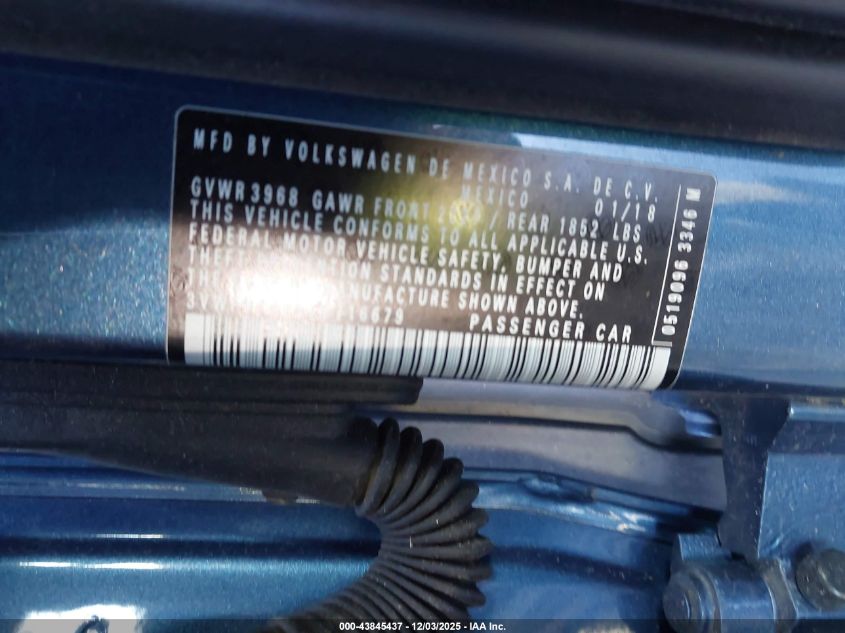 MFD BY VOLKSWAGEN DE MEXICO S.A. DE C.V.
MEXICO 01/18
GVWR 3968 GAWR FRONT / REAR 1852 LBS
THIS VEHICLE CONFORMS TO ALL APPLICABLE U.S.
FEDERAL MOTOR VEHICLE SAFETY, BUMPER AND
THEFT STANDARDS IN EFFECT ON
SHOWN ABOVE.
PASSENGER CAR
0519096 3346 M
000-43845437 - 12/03/2025 - IAA Inc.